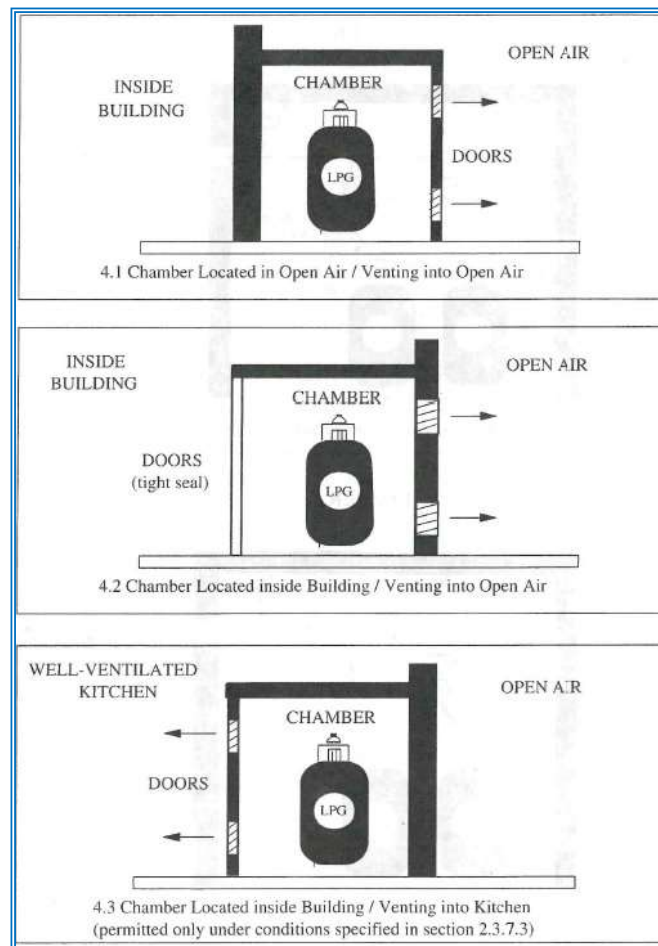 OPEN AIR
CHAMBER
INSIDE
BUILDING
LPG
DOORS
4.1 Chamber Located in Open Air / Venting into Open Air
INSIDE
BUILDING
OPEN AIR
CHAMBER
DOORS
(tight seal)
LPG
4.2 Chamber Located inside Building / Venting into Open Air
WELL-VENTILATED
KITCHEN
OPEN AIR
CHAMBER
DOORS
LPG
4.3 Chamber Located inside Building / Venting into Kitchen
(permitted only under conditions specified in section 2.3.7.3)